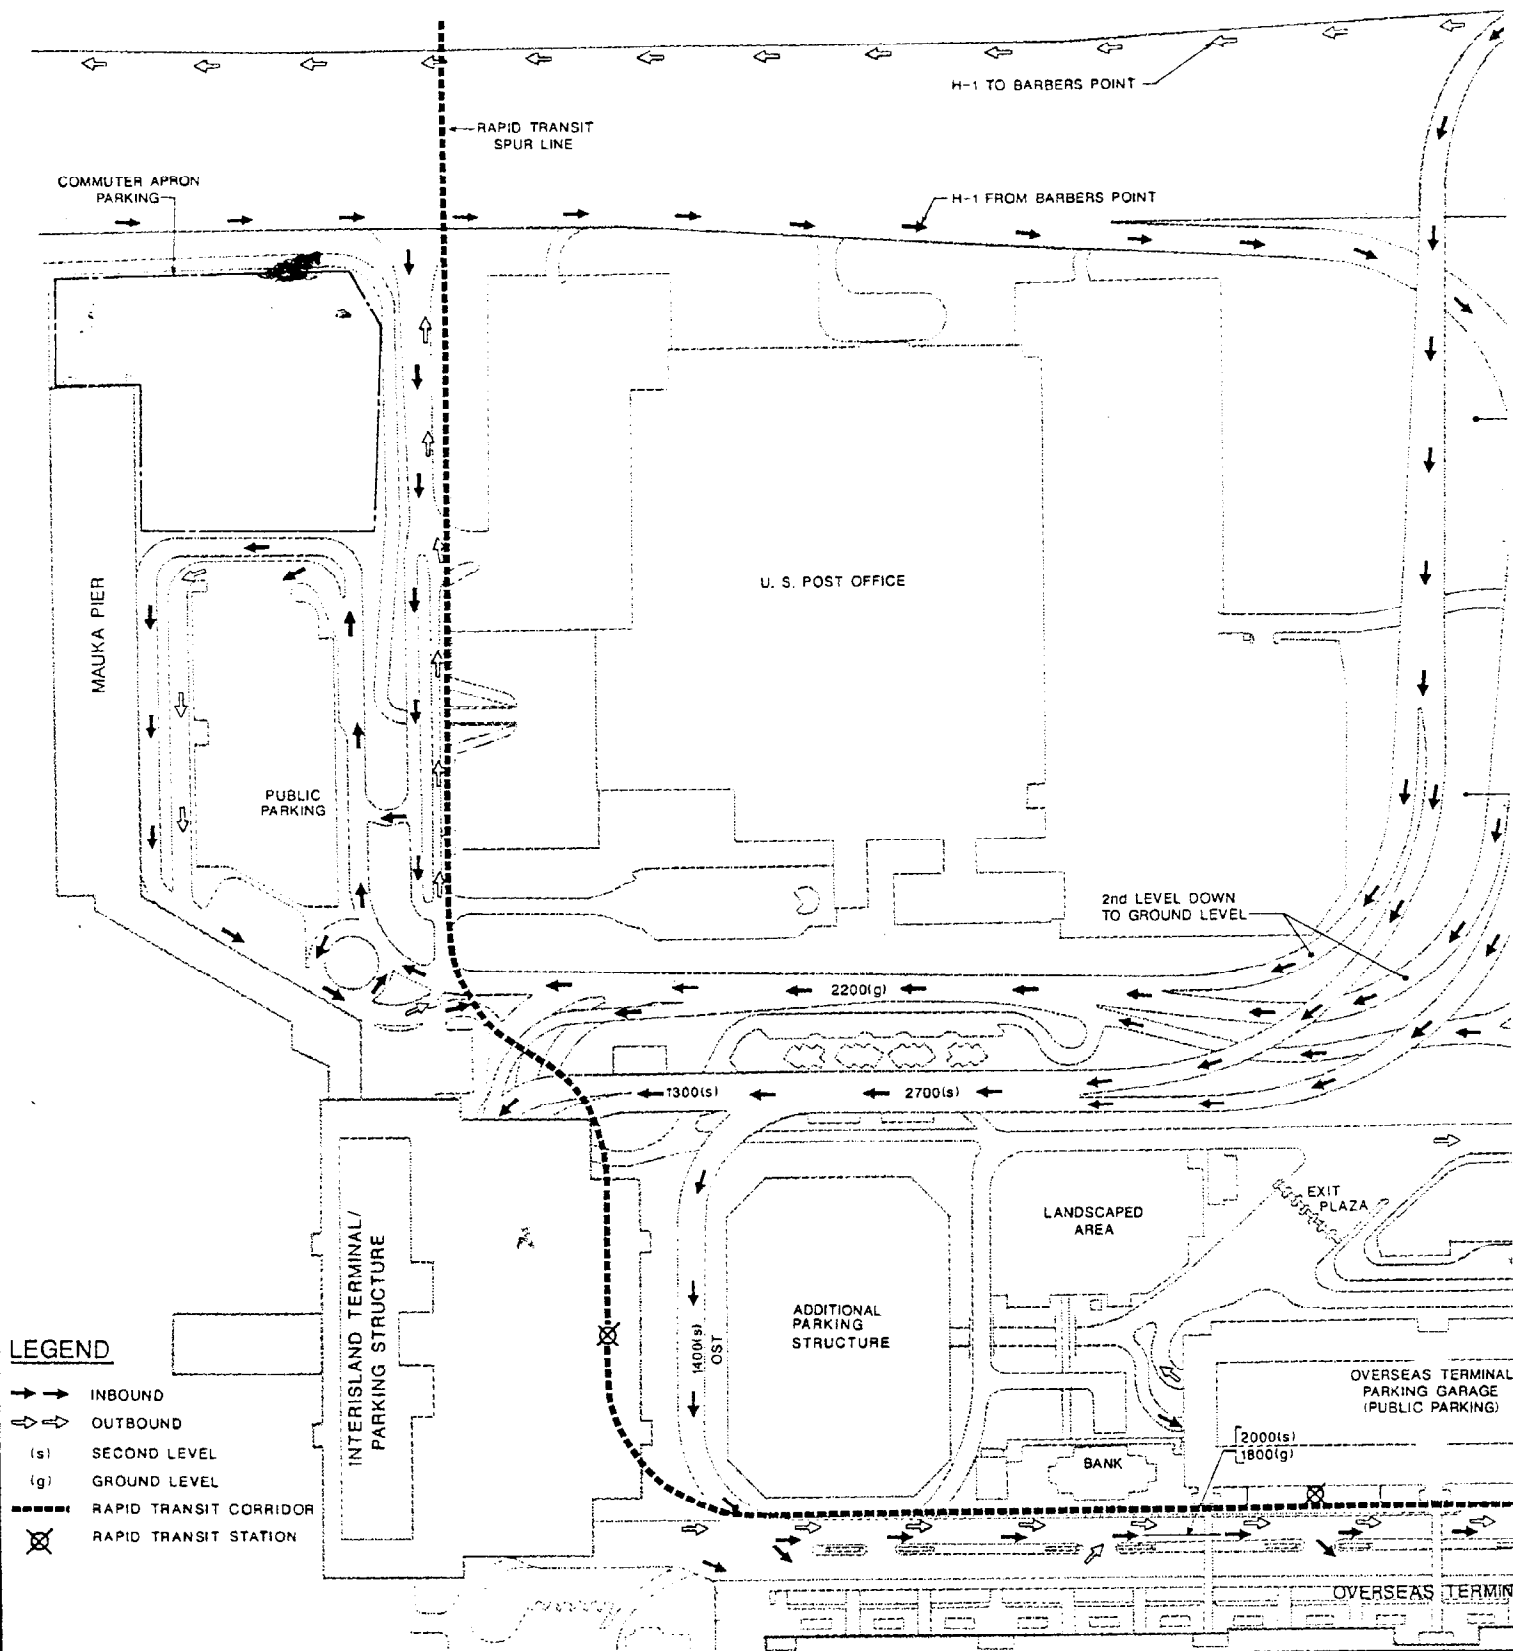 H-1 TO BARBERS POINT
RAPID TRANSIT
SPUR LINE
COMMUTER APRON
PARKING
H-1 FROM BARBERS POINT
U. S. POST OFFICE
MAUKA PIER
PUBLIC
PARKING
2nd LEVEL DOWN
TO GROUND LEVEL
2200(g)
1300(s)
2700(s)
EXIT
PLAZA
LANDSCAPED
AREA
INTERISLAND TERMINAL/
PARKING STRUCTURE
ADDITIONAL
PARKING
STRUCTURE
1400(s)
OST
OVERSEAS TERMINAL
PARKING GARAGE
(PUBLIC PARKING)
2000(s)
1800(g)
BANK
OVERSEAS TERMIN
LEGEND
INBOUND
OUTBOUND
(s) SECOND LEVEL
(g) GROUND LEVEL
RAPID TRANSIT CORRIDOR
RAPID TRANSIT STATION